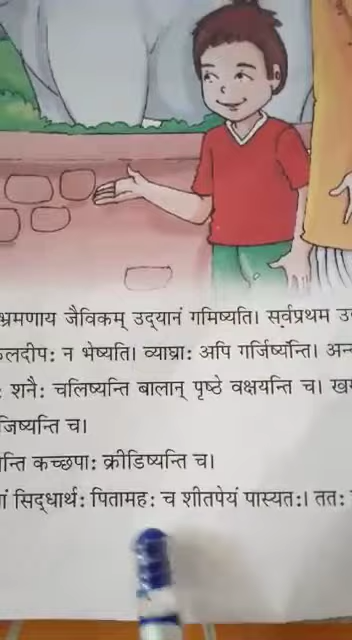 भ्रमणाय जैविकम् उद्यानं गमिष्यति। सर्वप्रथम
लदीप: न भेष्यति। व्याघ्रा: अपि गर्जिष्यन्ति।
शनै: चलिष्यन्ति बालान् पृष्ठे वक्षयन्ति च।
जिष्यन्ति च।
न्ति कच्छपा: क्रीडिष्यन्ति च।
सिद्धार्थ: पितामह: च शीतपेयं पास्यत:। तत: